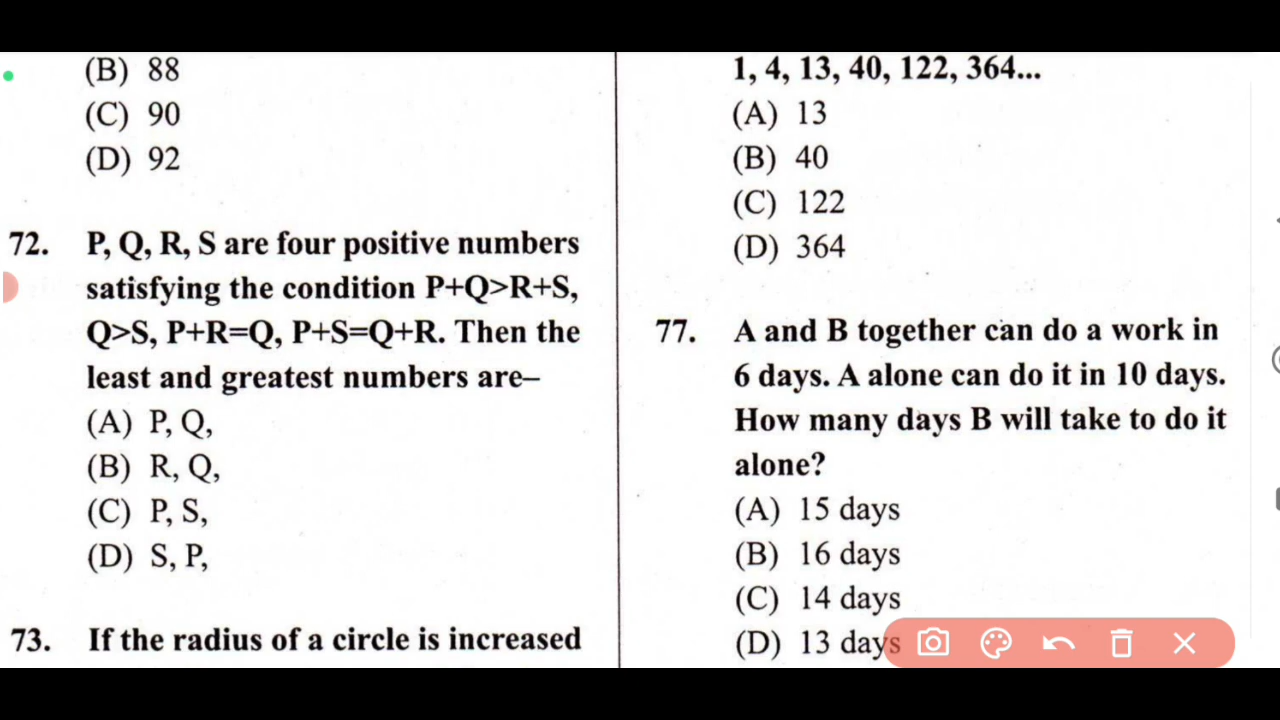 (B) 88
(C) 90
(D) 92
72. P, Q, R, S are four positive numbers
satisfying the condition P+Q>R+S,
Q>S, P+R=Q, P+S=Q+R. Then the
least and greatest numbers are–
(A) P, Q,
(B) R, Q,
(C) P, S,
(D) S, P,
73. If the radius of a circle is increased
1, 4, 13, 40, 122, 364...
(A) 13
(B) 40
(C) 122
(D) 364
77. A and B together can do a work in
6 days. A alone can do it in 10 days.
How many days B will take to do it
alone?
(A) 15 days
(B) 16 days
(C) 14 days
(D) 13 days